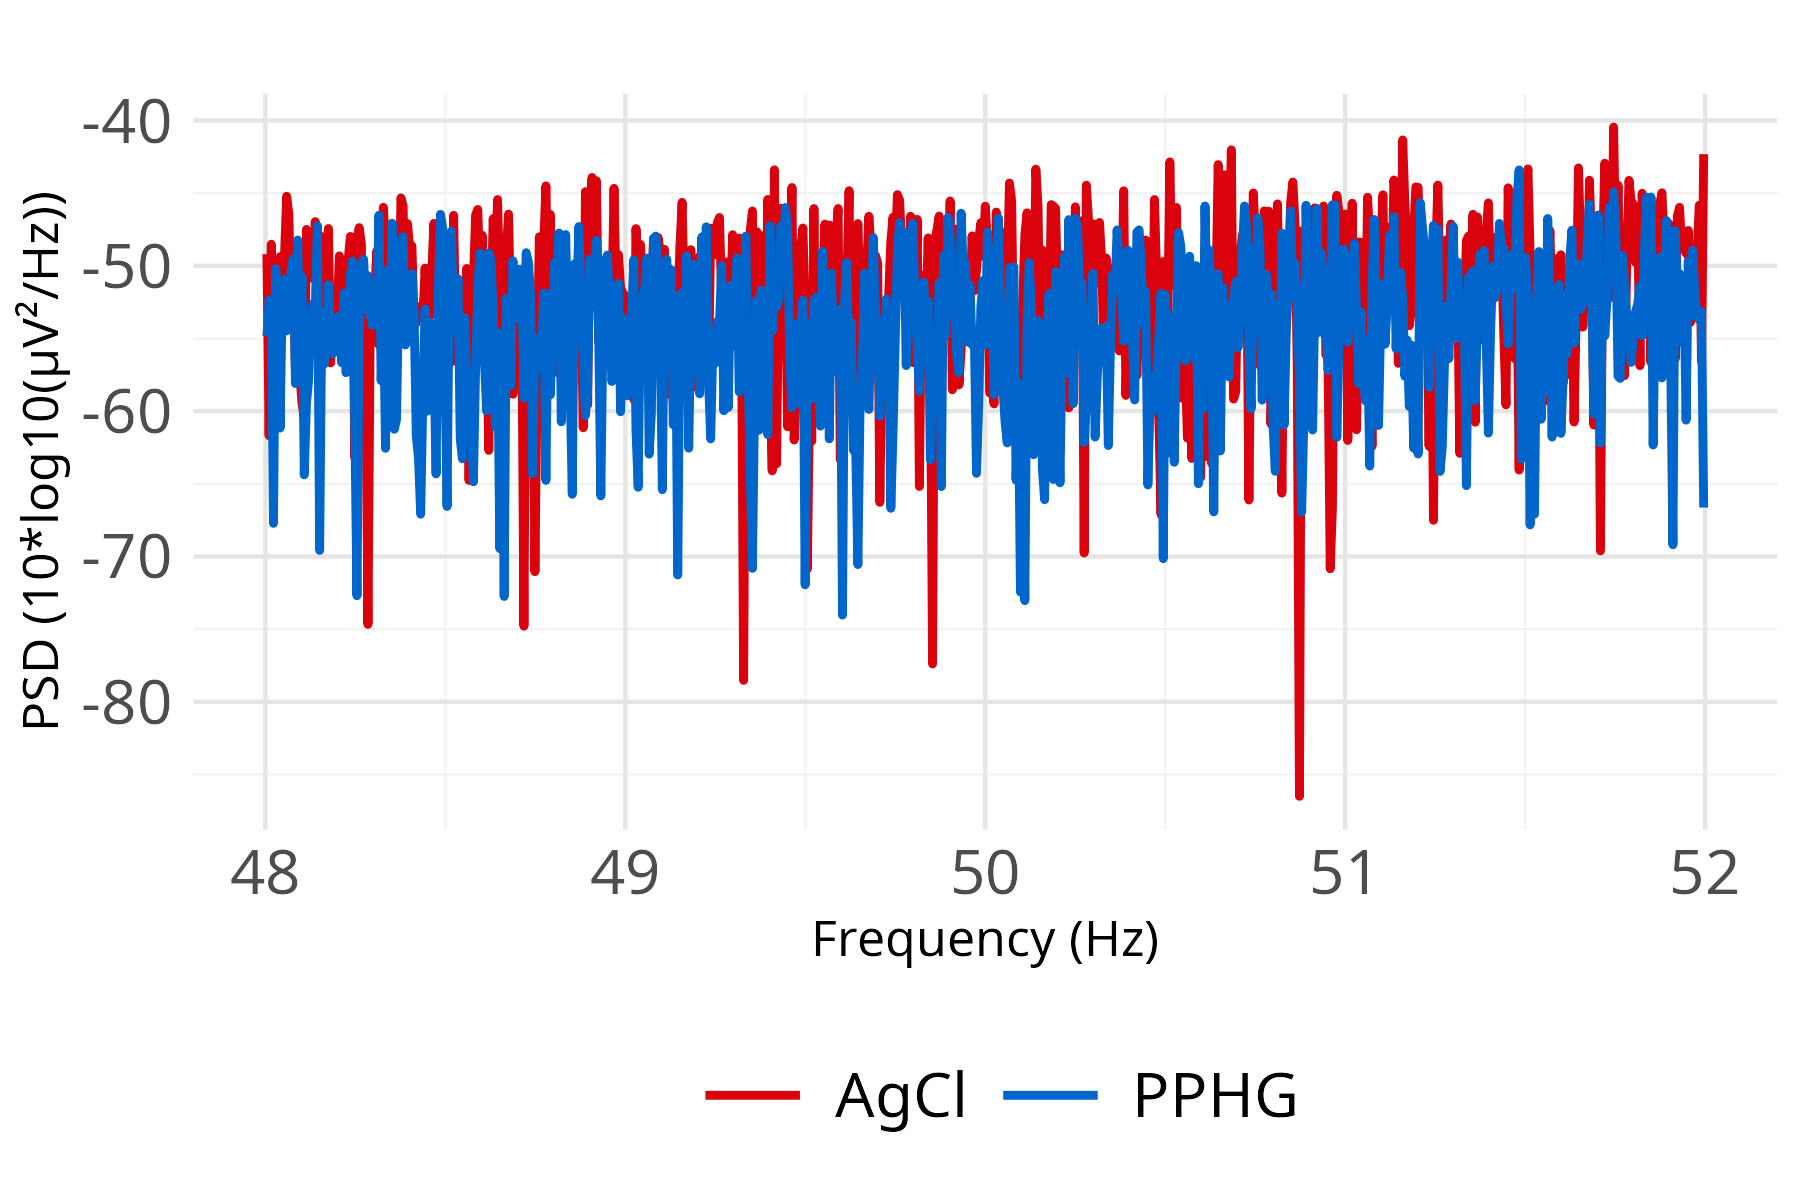 -40
-50
-60
-70
-80
PSD (10*log10(µV²/Hz))
48 49 50 51 52
Frequency (Hz)
AgCl PPHG